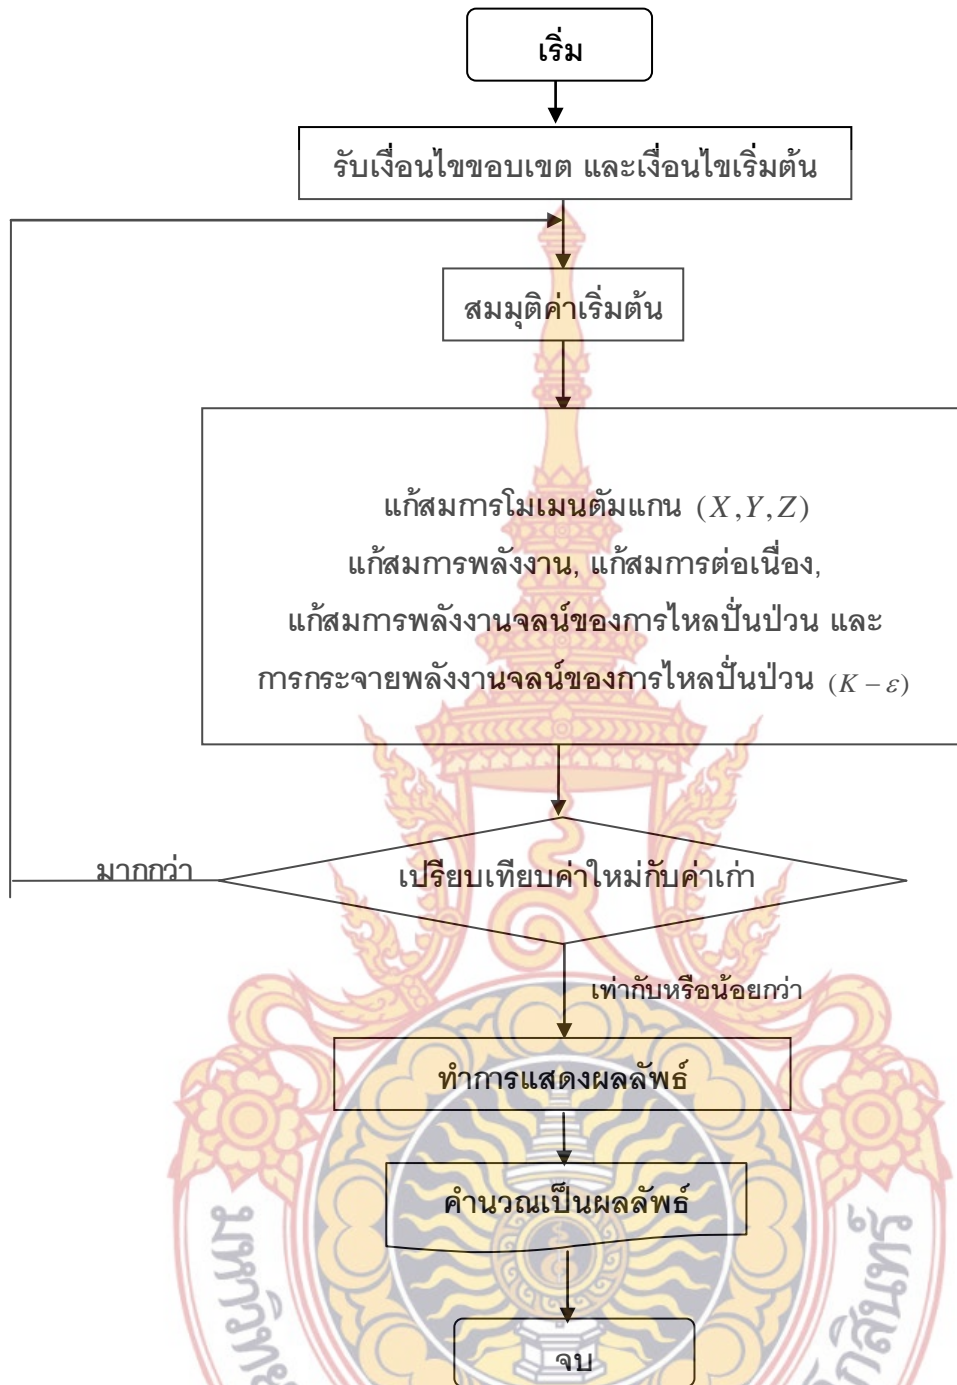 เริ่ม
รับเงื่อนไขขอบเขต และเงื่อนไขเริ่มต้น
สมมุติค่าเริ่มต้น
แก้สมการโมเมนตัมแกน (X,Y,Z)
แก้สมการพลังงาน, แก้สมการต่อเนื่อง,
แก้สมการพลังงานจลน์ของการไหลปั่นป่วน และ
การกระจายพลังงานจลน์ของการไหลปั่นป่วน (K − ε)
เปรียบเทียบค่าใหม่กับค่าเก่า
มากกว่า
เท่ากับหรือน้อยกว่า
ทำการแสดงผลลัพธ์
คำนวณเป็นผลลัพธ์
จบ